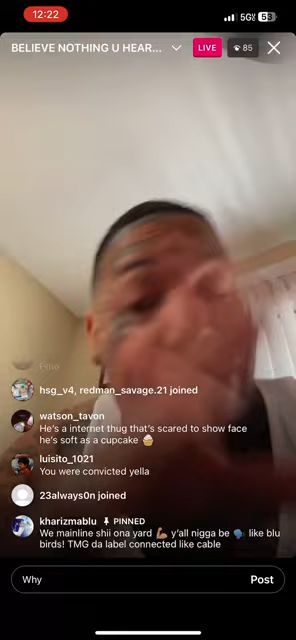 12:22
5G 53
BELIEVE NOTHING U HEAR...
LIVE
85
hsg_v4, redman_savage.21 joined
watson_tavon
He's a internet thug that's scared to show face
he's soft as a cupcake 🧁
luisito_1021
You were convicted yella
23always0n joined
kharizmablu PINNED
We mainline shii ona yard 💪🏽 y'all nigga be 🗣️ like blu
birds! TMG da label connected like cable
Why
Post